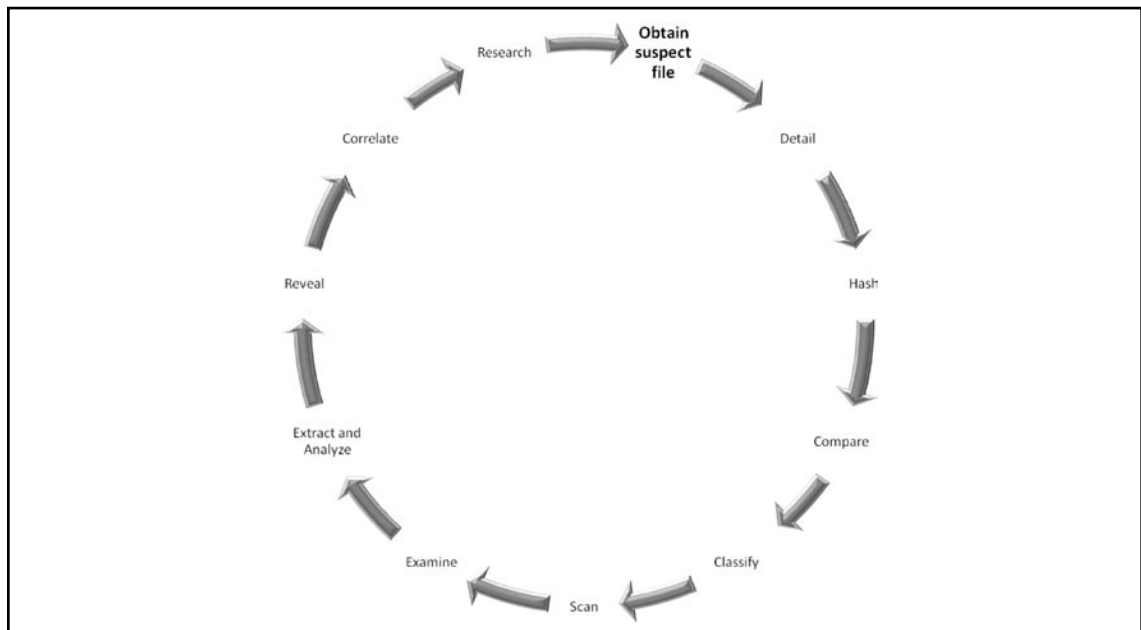 Obtain
suspect
file
Detail
Hash
Compare
Classify
Scan
Examine
Extract and
Analyze
Reveal
Correlate
Research